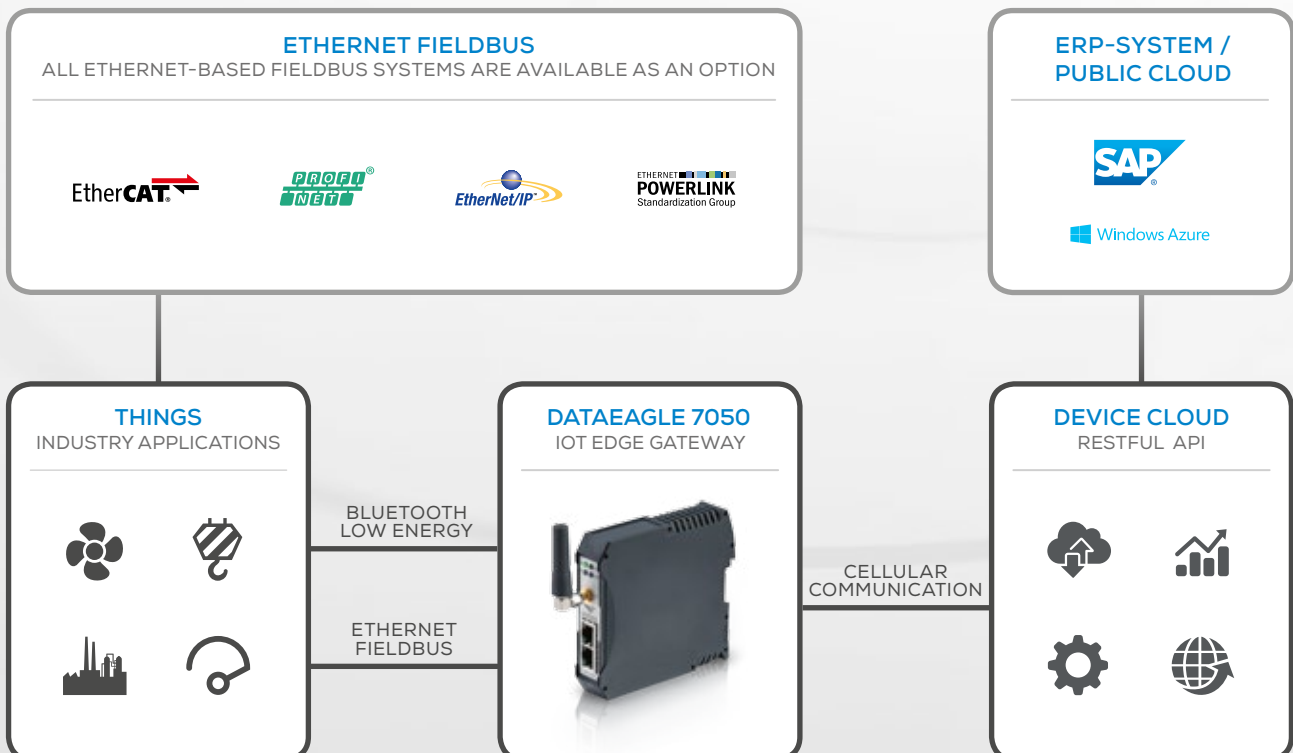 ETHERNET FIELDBUS
ALL ETHERNET-BASED FIELDBUS SYSTEMS ARE AVAILABLE AS AN OPTION
EtherCAT®
PROFI®
NET
EtherNet/IP™
ETHERNET
POWERLINK
Standardization Group
ERP-SYSTEM /
PUBLIC CLOUD
SAP®
Windows Azure
THINGS
INDUSTRY APPLICATIONS
BLUETOOTH
LOW ENERGY
ETHERNET
FIELDBUS
DATAEAGLE 7050
IOT EDGE GATEWAY
CELLULAR
COMMUNICATION
DEVICE CLOUD
RESTFUL API